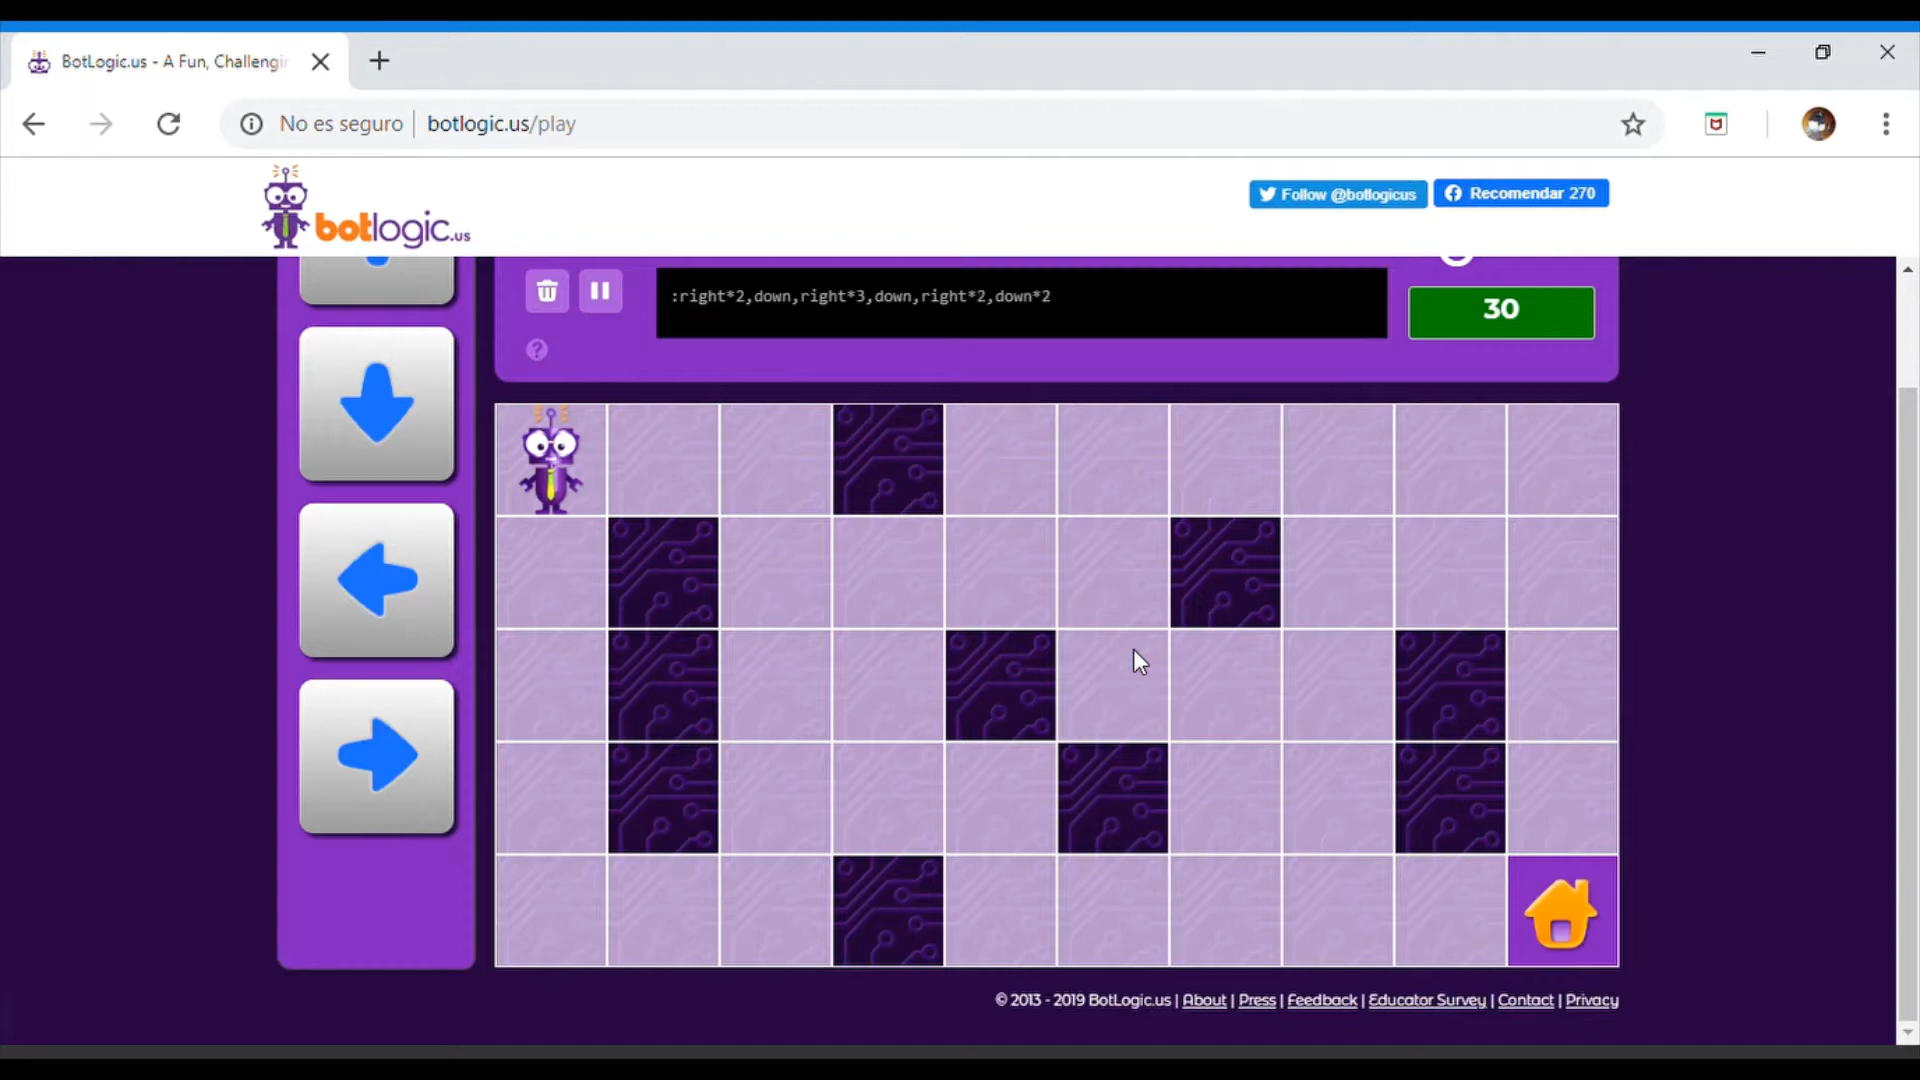 BotLogic.us - A Fun, Challengin
No es seguro
botlogic.us/play
botlogic.us
Follow @botlogicus
Recomendar 270
:right*2,down,right*3,down,right*2,down*2
30
?
© 2013 - 2019 BotLogic.us | About | Press | Feedback | Educator Survey | Contact | Privacy